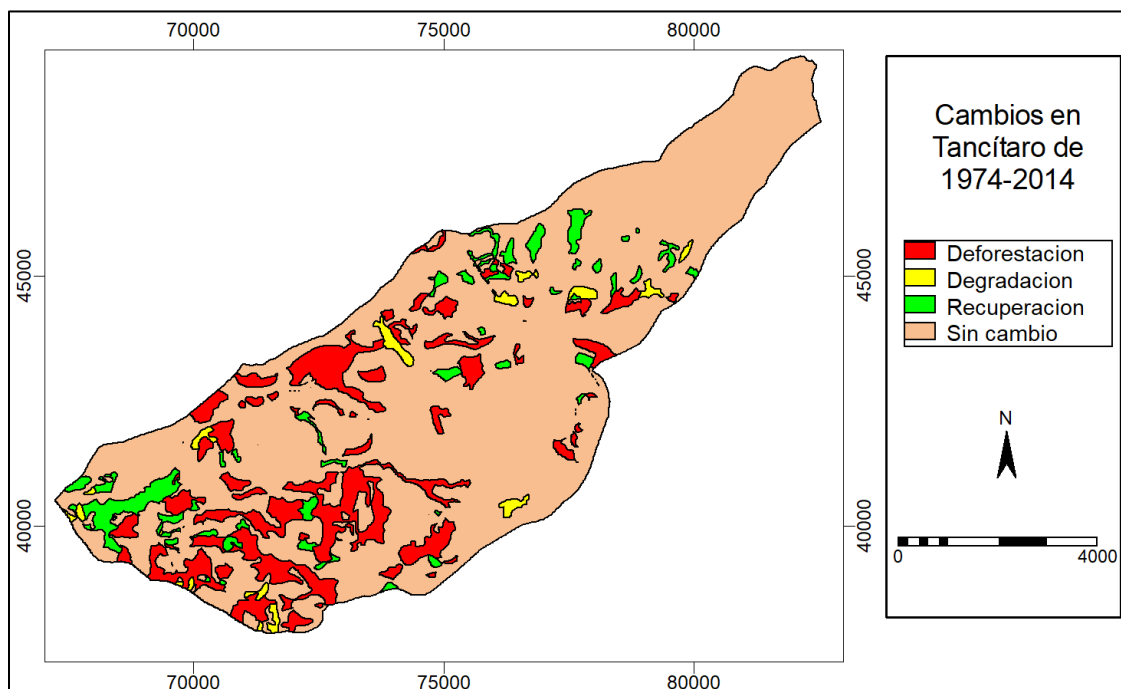 70000 75000 80000
45000 45000
40000 40000
70000 75000 80000
Cambios en
Tancítaro de
1974-2014
Deforestacion
Degradacion
Recuperacion
Sin cambio
N
0 4000